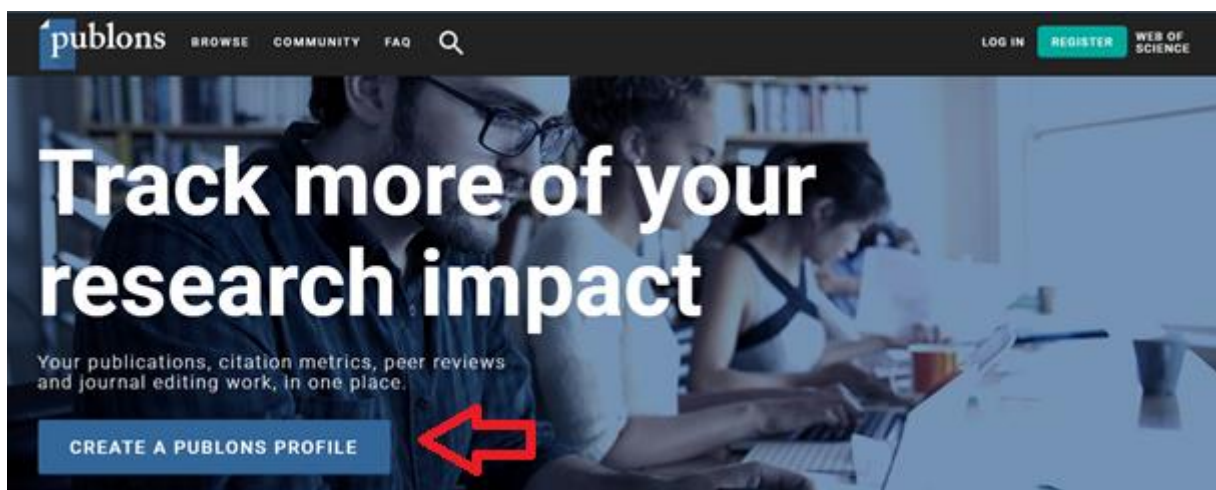 publons BROWSE COMMUNITY FAQ LOG IN REGISTER WEB OF
SCIENCE
Track more of your
research impact
Your publications, citation metrics, peer reviews
and journal editing work, in one place.
CREATE A PUBLONS PROFILE